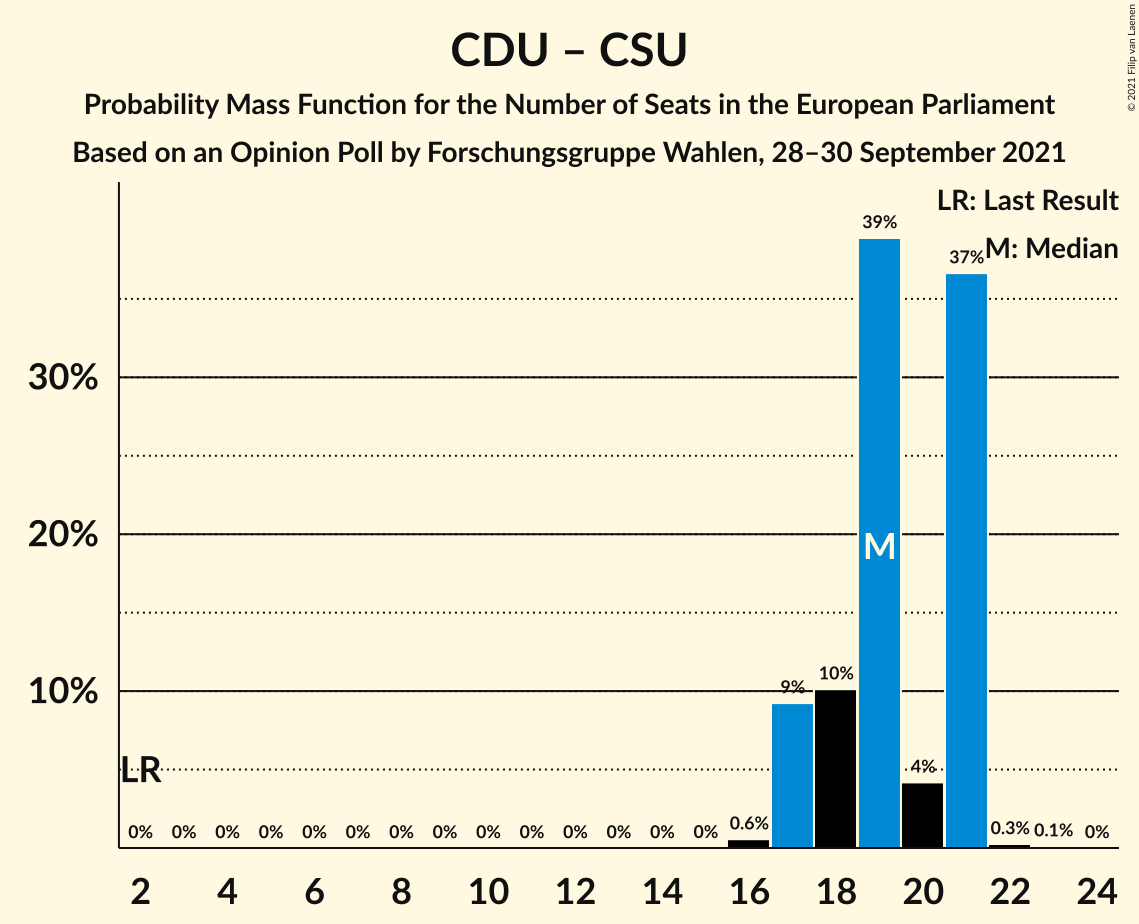 CDU – CSU
Probability Mass Function for the Number of Seats in the European Parliament
Based on an Opinion Poll by Forschungsgruppe Wahlen, 28–30 September 2021
© 2021 Filip van Laenen
LR: Last Result
M: Median
39%
37%
30%
20%
M
10%
9%
10%
LR
4%
0% 0% 0% 0% 0% 0% 0% 0% 0% 0% 0% 0% 0% 0% 0.6% 0.3% 0.1% 0%
2 4 6 8 10 12 14 16 18 20 22 24